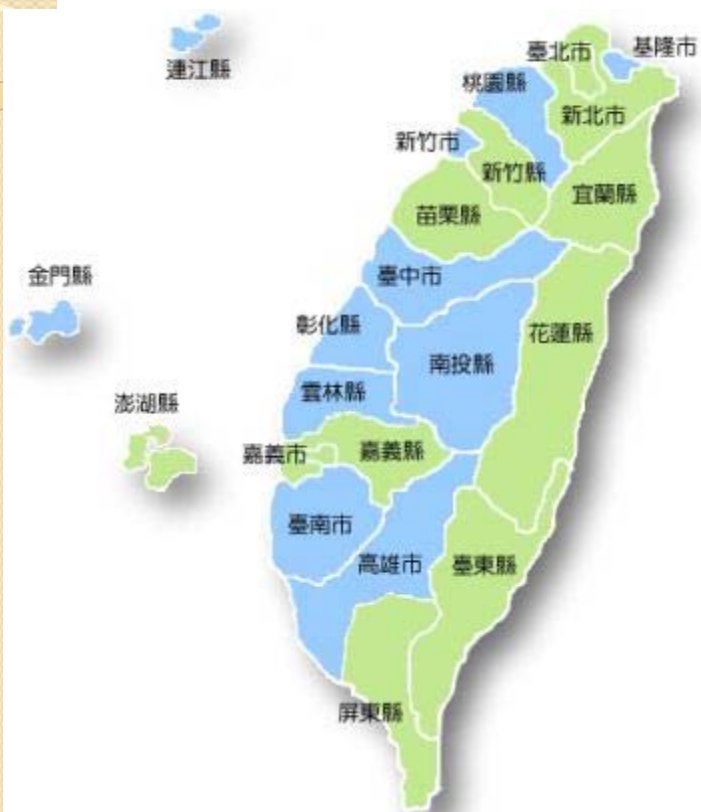 臺北市
基隆市
連江縣
桃園縣
新北市
新竹市
新竹縣
宜蘭縣
苗栗縣
金門縣
臺中市
彰化縣
花蓮縣
南投縣
雲林縣
澎湖縣
嘉義市
嘉義縣
臺南市
高雄市
臺東縣
屏東縣